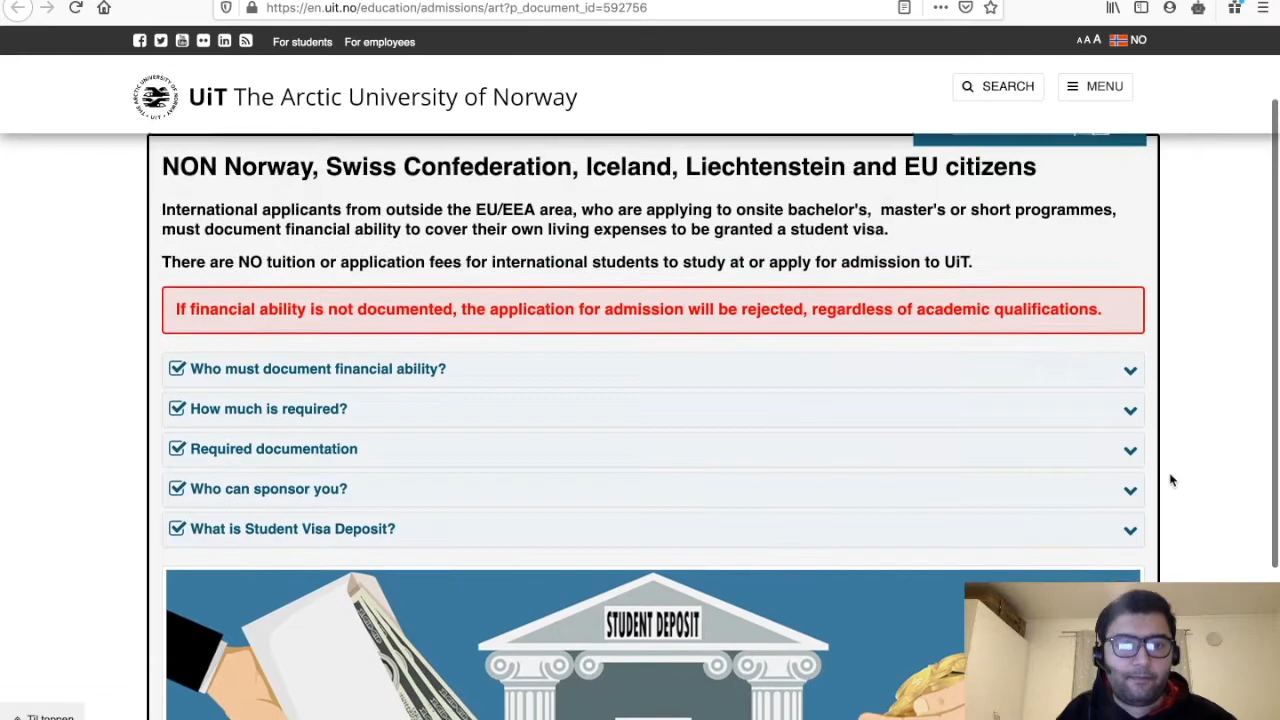 https://en.uit.no/education/admissions/art?p_document_id=592756
For students For employees
A A A NO
THE ARCTIC UNIVERSITY OF NORWAY UiT
UiT The Arctic University of Norway
SEARCH
MENU
NON Norway, Swiss Confederation, Iceland, Liechtenstein and EU citizens
International applicants from outside the EU/EEA area, who are applying to onsite bachelor's, master's or short programmes,
must document financial ability to cover their own living expenses to be granted a student visa.
There are NO tuition or application fees for international students to study at or apply for admission to UiT.
If financial ability is not documented, the application for admission will be rejected, regardless of academic qualifications.
Who must document financial ability?
How much is required?
Required documentation
Who can sponsor you?
What is Student Visa Deposit?
STUDENT DEPOSIT
Til toppen